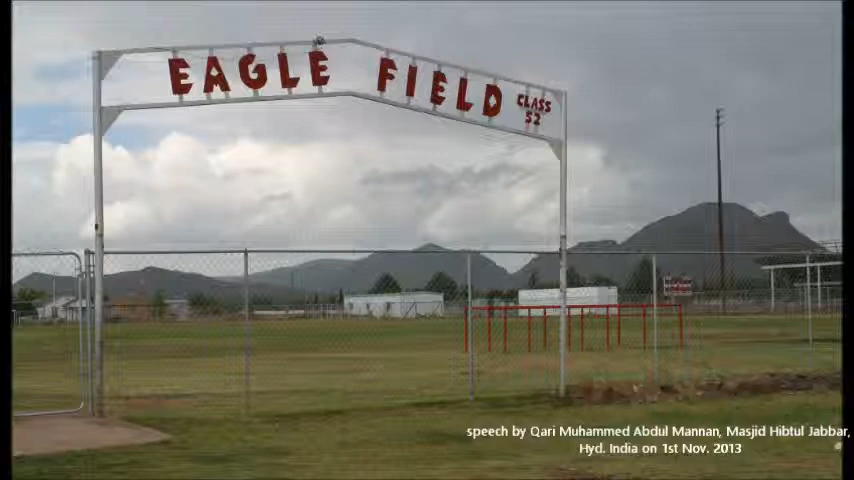 EAGLE FIELD CLASS
52
speech by Qari Muhammed Abdul Mannan, Masjid Hibtul Jabbar,
Hyd. India on 1st Nov. 2013